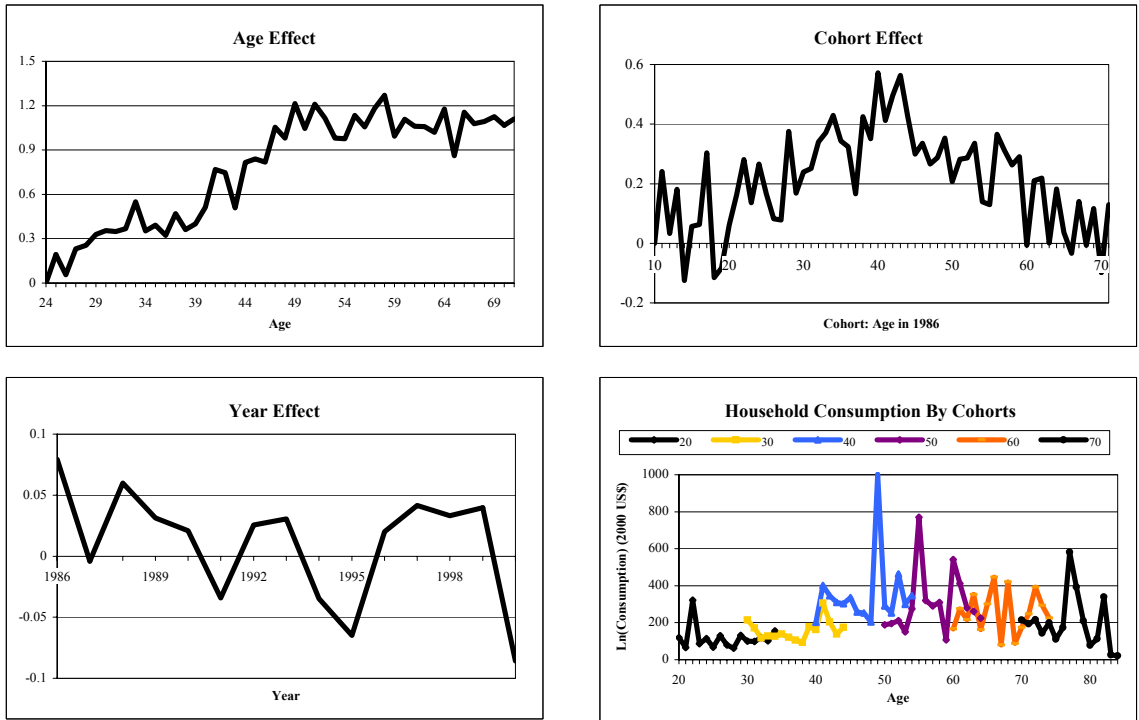 Age Effect
1.5
1.2
0.9
0.6
0.3
0
24 29 34 39 44 49 54 59 64 69
Age
Cohort Effect
0.6
0.4
0.2
0
-0.2
10 20 30 40 50 60 70
Cohort: Age in 1986
Year Effect
0.1
0.05
0
-0.05
-0.1
1986 1989 1992 1995 1998
Year
Household Consumption By Cohorts
20 30 40 50 60 70
Ln(Consumption) (2000 US$)
1000
800
600
400
200
0
20 30 40 50 60 70 80
Age